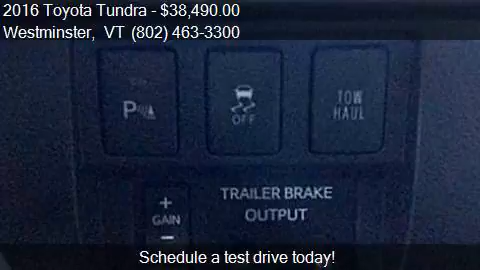 2016 Toyota Tundra - $38,490.00
Westminster,  VT (802) 463-3300
P
OFF
TOW
HAUL
TRAILER BRAKE
OUTPUT
+
GAIN
−
Schedule a test drive today!